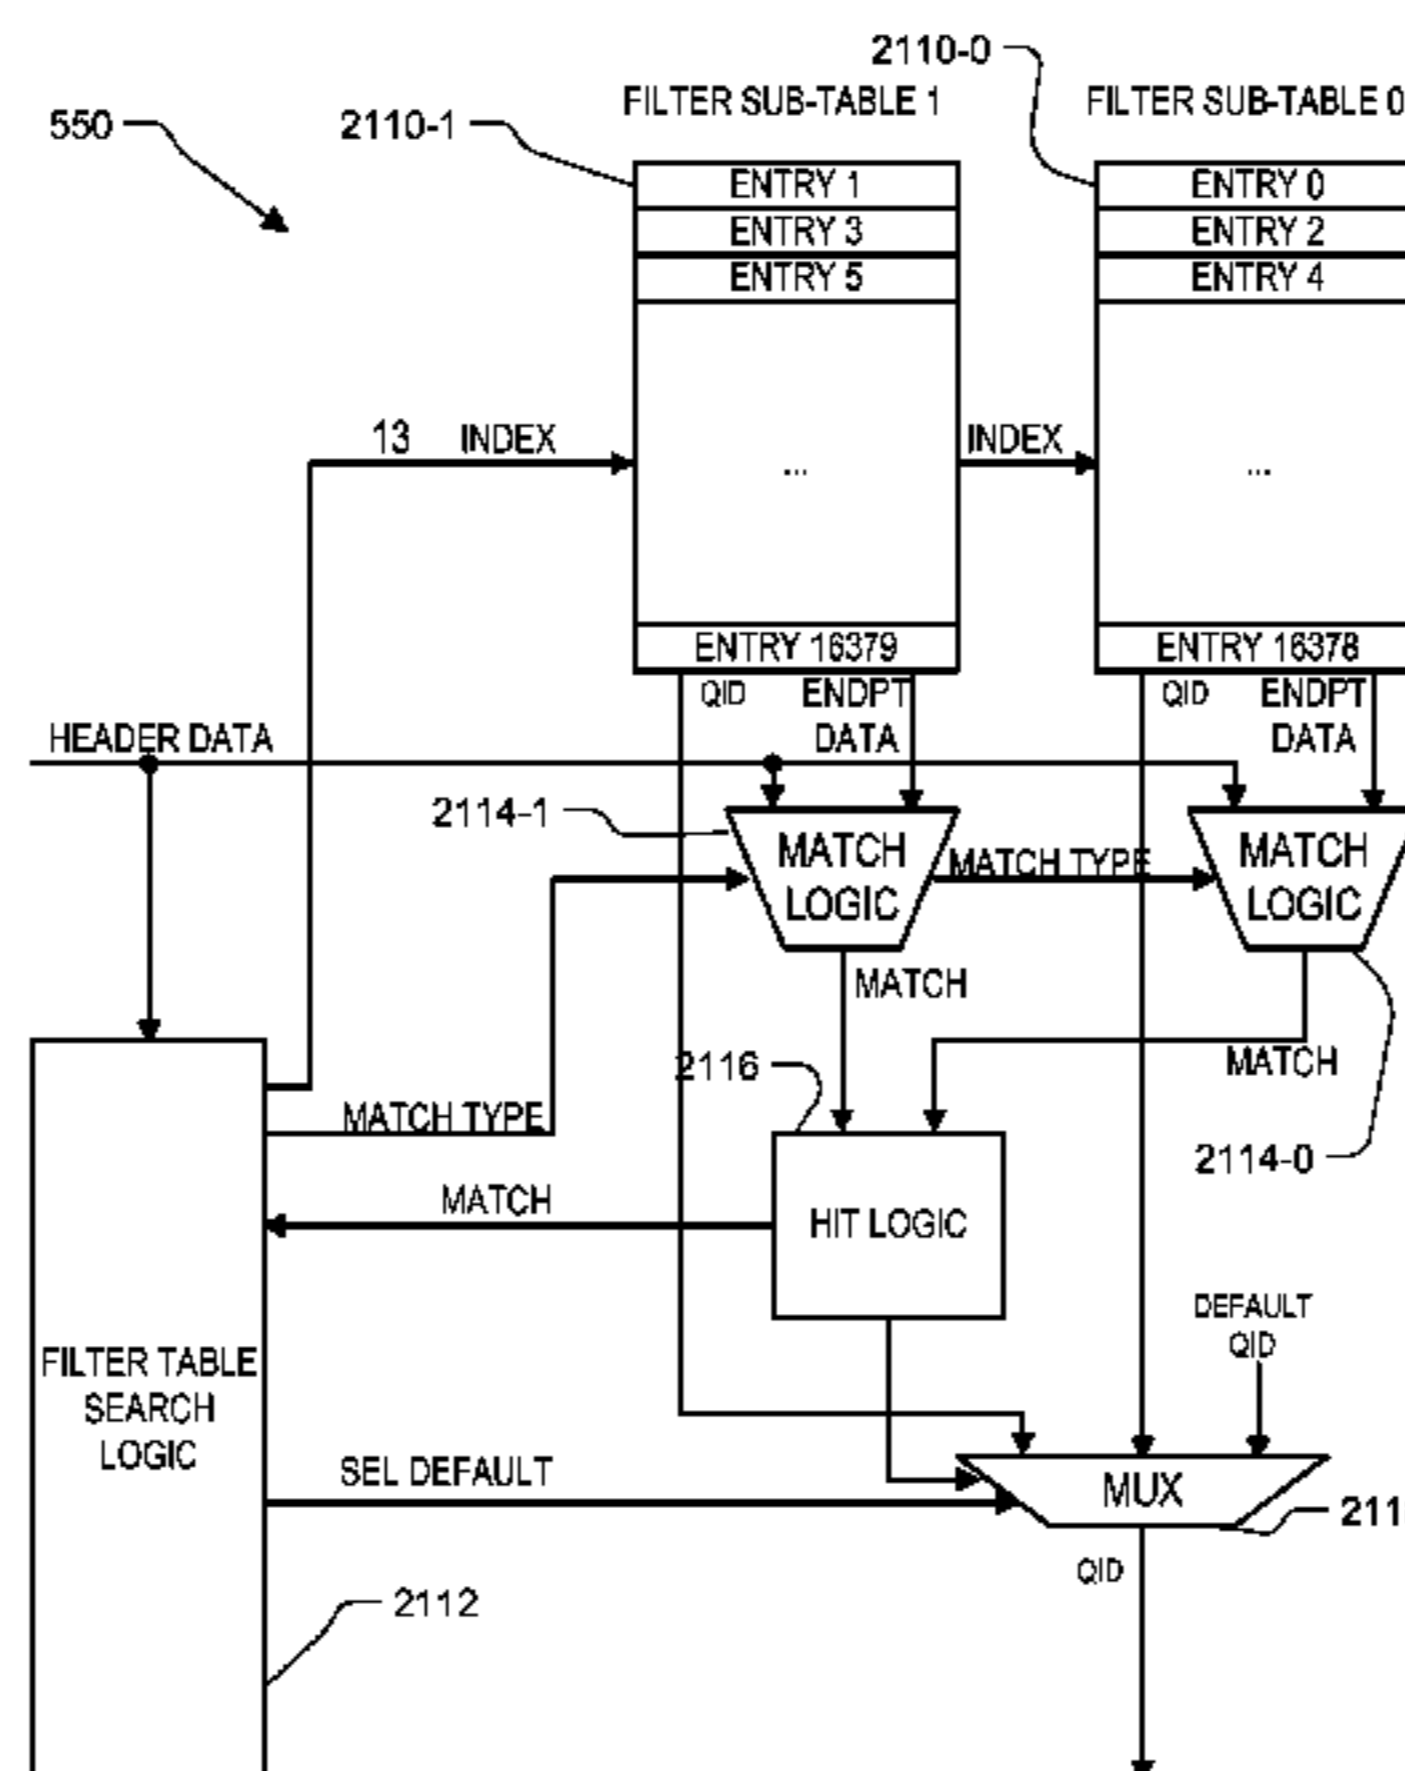 2110-0
FILTER SUB-TABLE 1
FILTER SUB-TABLE 0
550
2110-1
ENTRY 1
ENTRY 0
ENTRY 3
ENTRY 2
ENTRY 5
ENTRY 4
13 INDEX
INDEX
...
...
ENTRY 16379
ENTRY 16378
QID
ENDPT
DATA
QID
ENDPT
DATA
HEADER DATA
2114-1
MATCH
LOGIC
MATCH TYPE
MATCH
LOGIC
MATCH
MATCH
2116
MATCH TYPE
2114-0
MATCH
HIT LOGIC
DEFAULT
QID
FILTER TABLE
SEARCH
LOGIC
SEL DEFAULT
MUX
QID
2112